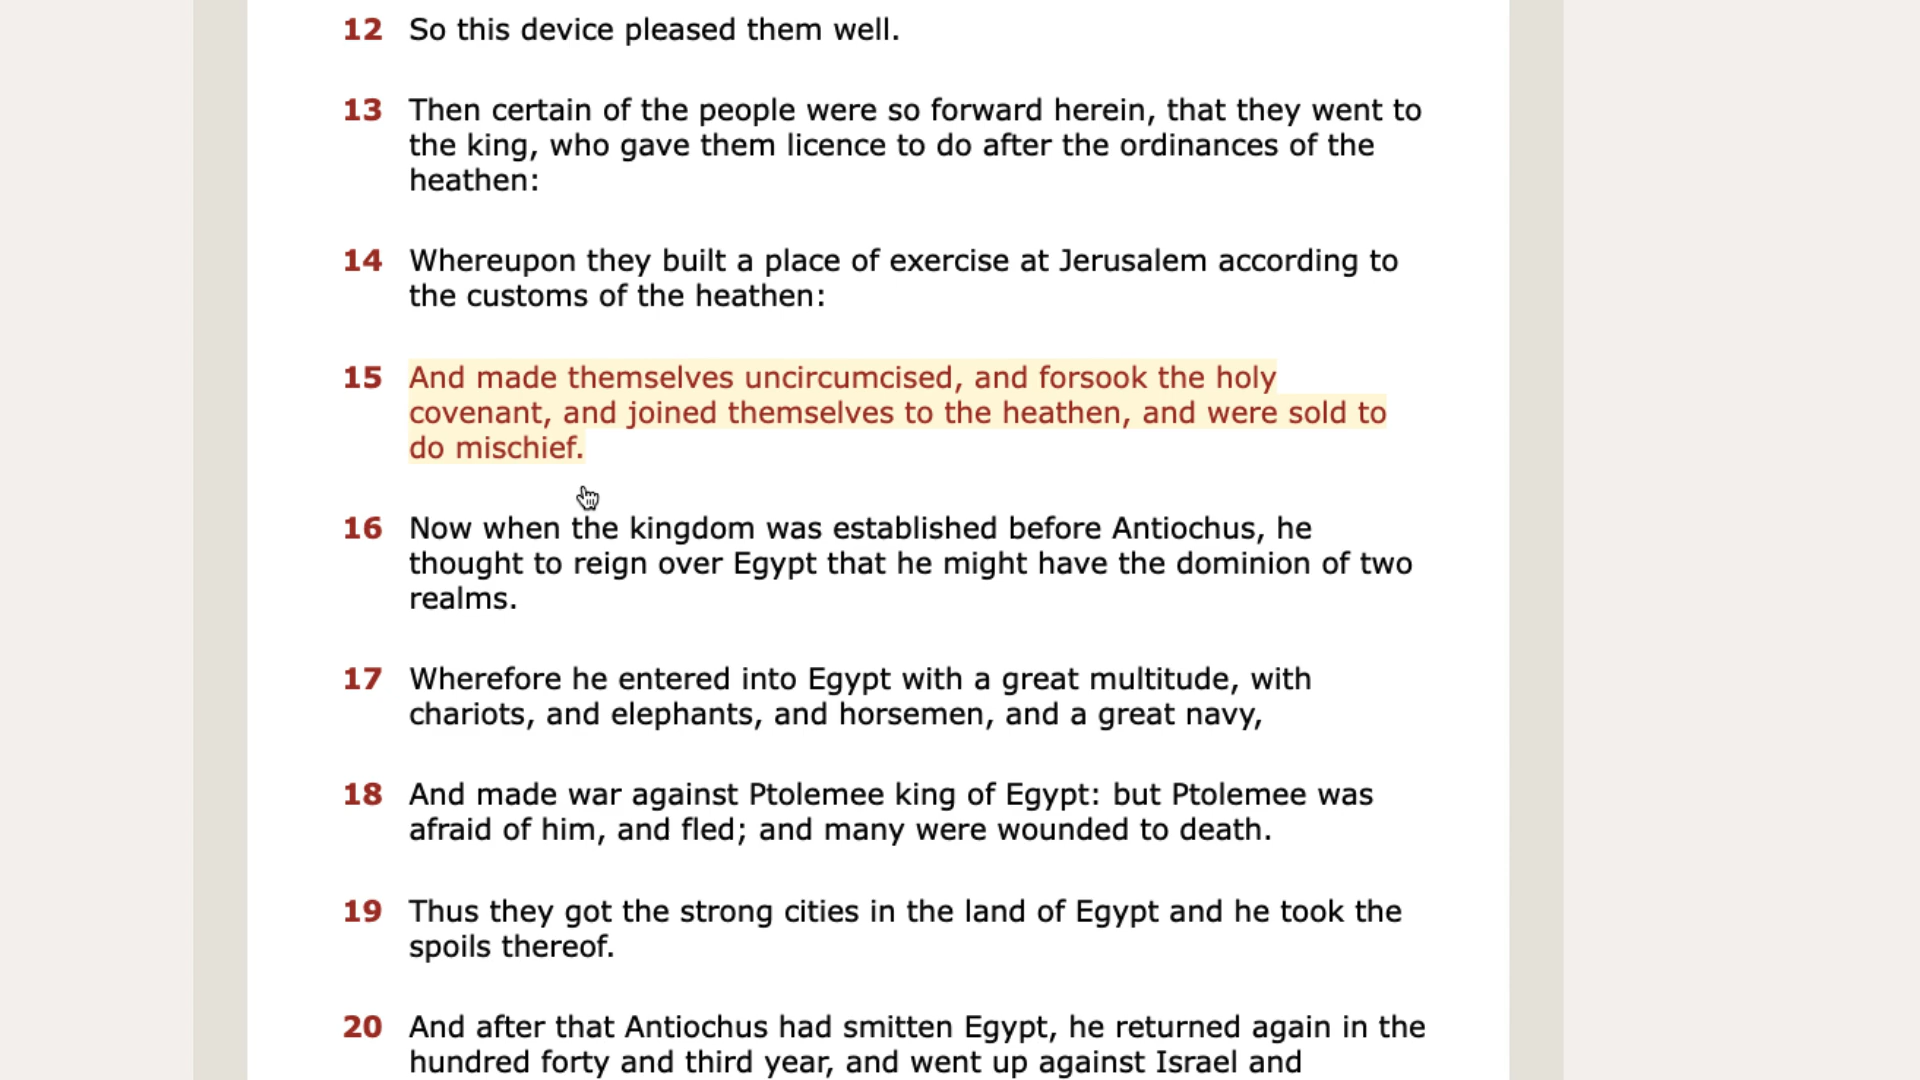 12 So this device pleased them well.
13 Then certain of the people were so forward herein, that they went to
the king, who gave them licence to do after the ordinances of the
heathen:
14 Whereupon they built a place of exercise at Jerusalem according to
the customs of the heathen:
15 And made themselves uncircumcised, and forsook the holy
covenant, and joined themselves to the heathen, and were sold to
do mischief.
16 Now when the kingdom was established before Antiochus, he
thought to reign over Egypt that he might have the dominion of two
realms.
17 Wherefore he entered into Egypt with a great multitude, with
chariots, and elephants, and horsemen, and a great navy,
18 And made war against Ptolemee king of Egypt: but Ptolemee was
afraid of him, and fled; and many were wounded to death.
19 Thus they got the strong cities in the land of Egypt and he took the
spoils thereof.
20 And after that Antiochus had smitten Egypt, he returned again in the
hundred forty and third year, and went up against Israel and